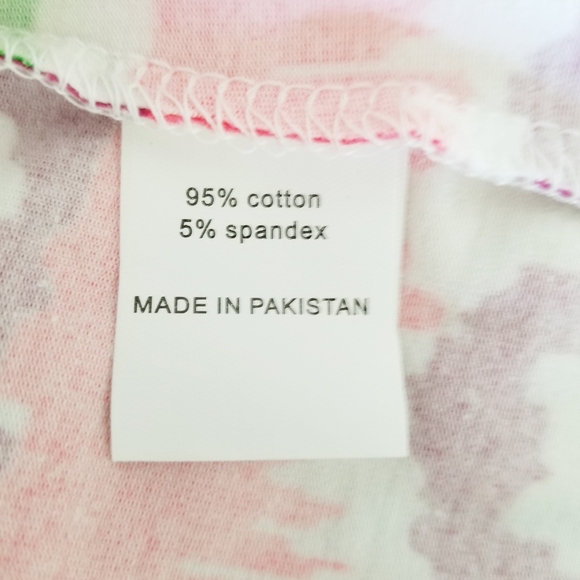 95% cotton
5% spandex
MADE IN PAKISTAN